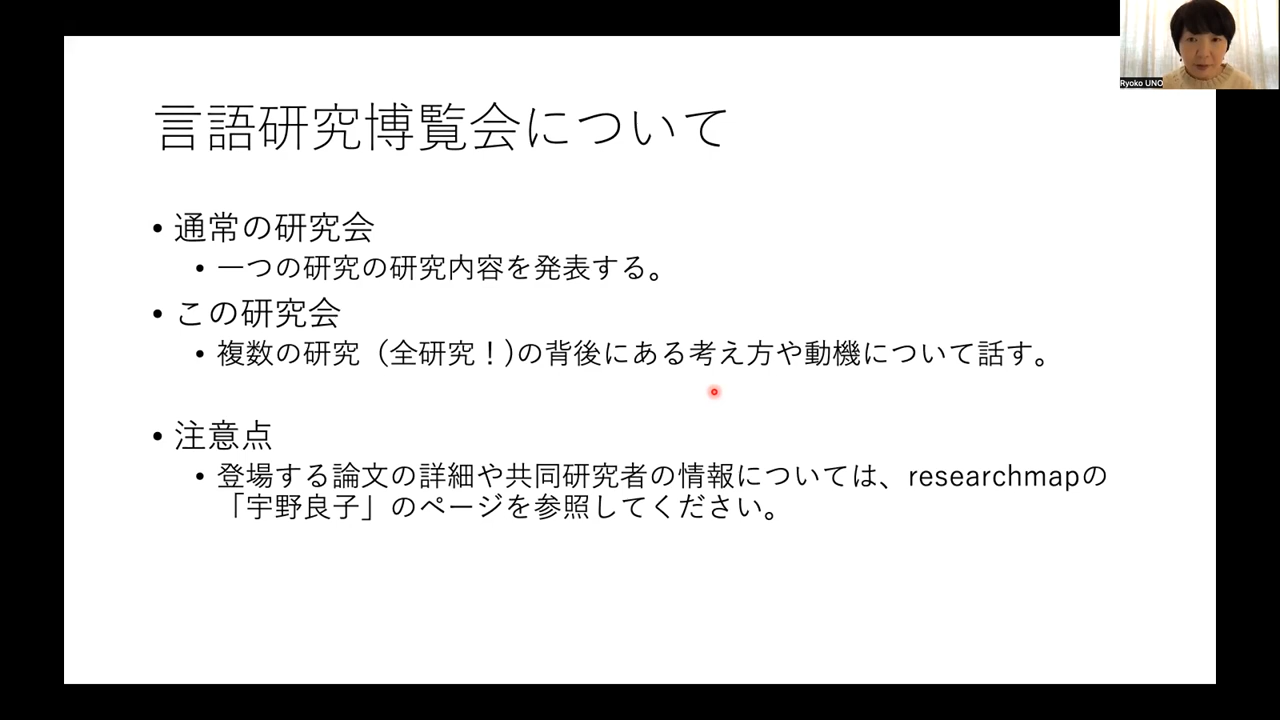 Ryoko UNO
言語研究博覧会について
• 通常の研究会
• 一つの研究の研究内容を発表する。
• この研究会
• 複数の研究（全研究！)の背後にある考え方や動機について話す。
• 注意点
• 登場する論文の詳細や共同研究者の情報については、researchmapの
「宇野良子」のページを参照してください。